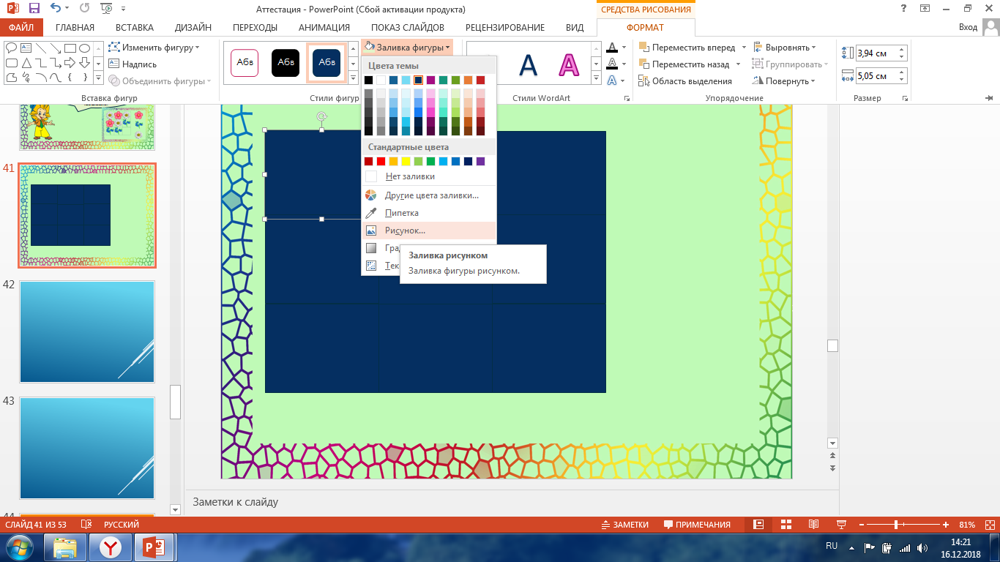 Аттестация - PowerPoint (Сбой активации продукта)
СРЕДСТВА РИСОВАНИЯ
ФАЙЛ ГЛАВНАЯ ВСТАВКА ДИЗАЙН ПЕРЕХОДЫ АНИМАЦИЯ ПОКАЗ СЛАЙДОВ РЕЦЕНЗИРОВАНИЕ ВИД ФОРМАТ Вход
Изменить фигуру
Надпись
Объединить фигуры
Вставка фигур
Абв Абв Абв
Стили фигур
Заливка фигуры
Цвета темы
Стандартные цвета
Нет заливки
Другие цвета заливки...
Пипетка
Рисунок...
Гра
Тек
Заливка рисунком
Заливка фигуры рисунком.
А А
А
А
А
Стили WordArt
Переместить вперед
Переместить назад
Область выделения
Выровнять
Группировать
Повернуть
Упорядочение
3,94 см
5,05 см
Размер
41
42
43
44
Заметки к слайду
СЛАЙД 41 ИЗ 53 РУССКИЙ ЗАМЕТКИ ПРИМЕЧАНИЯ 81%
RU
14:21
16.12.2018